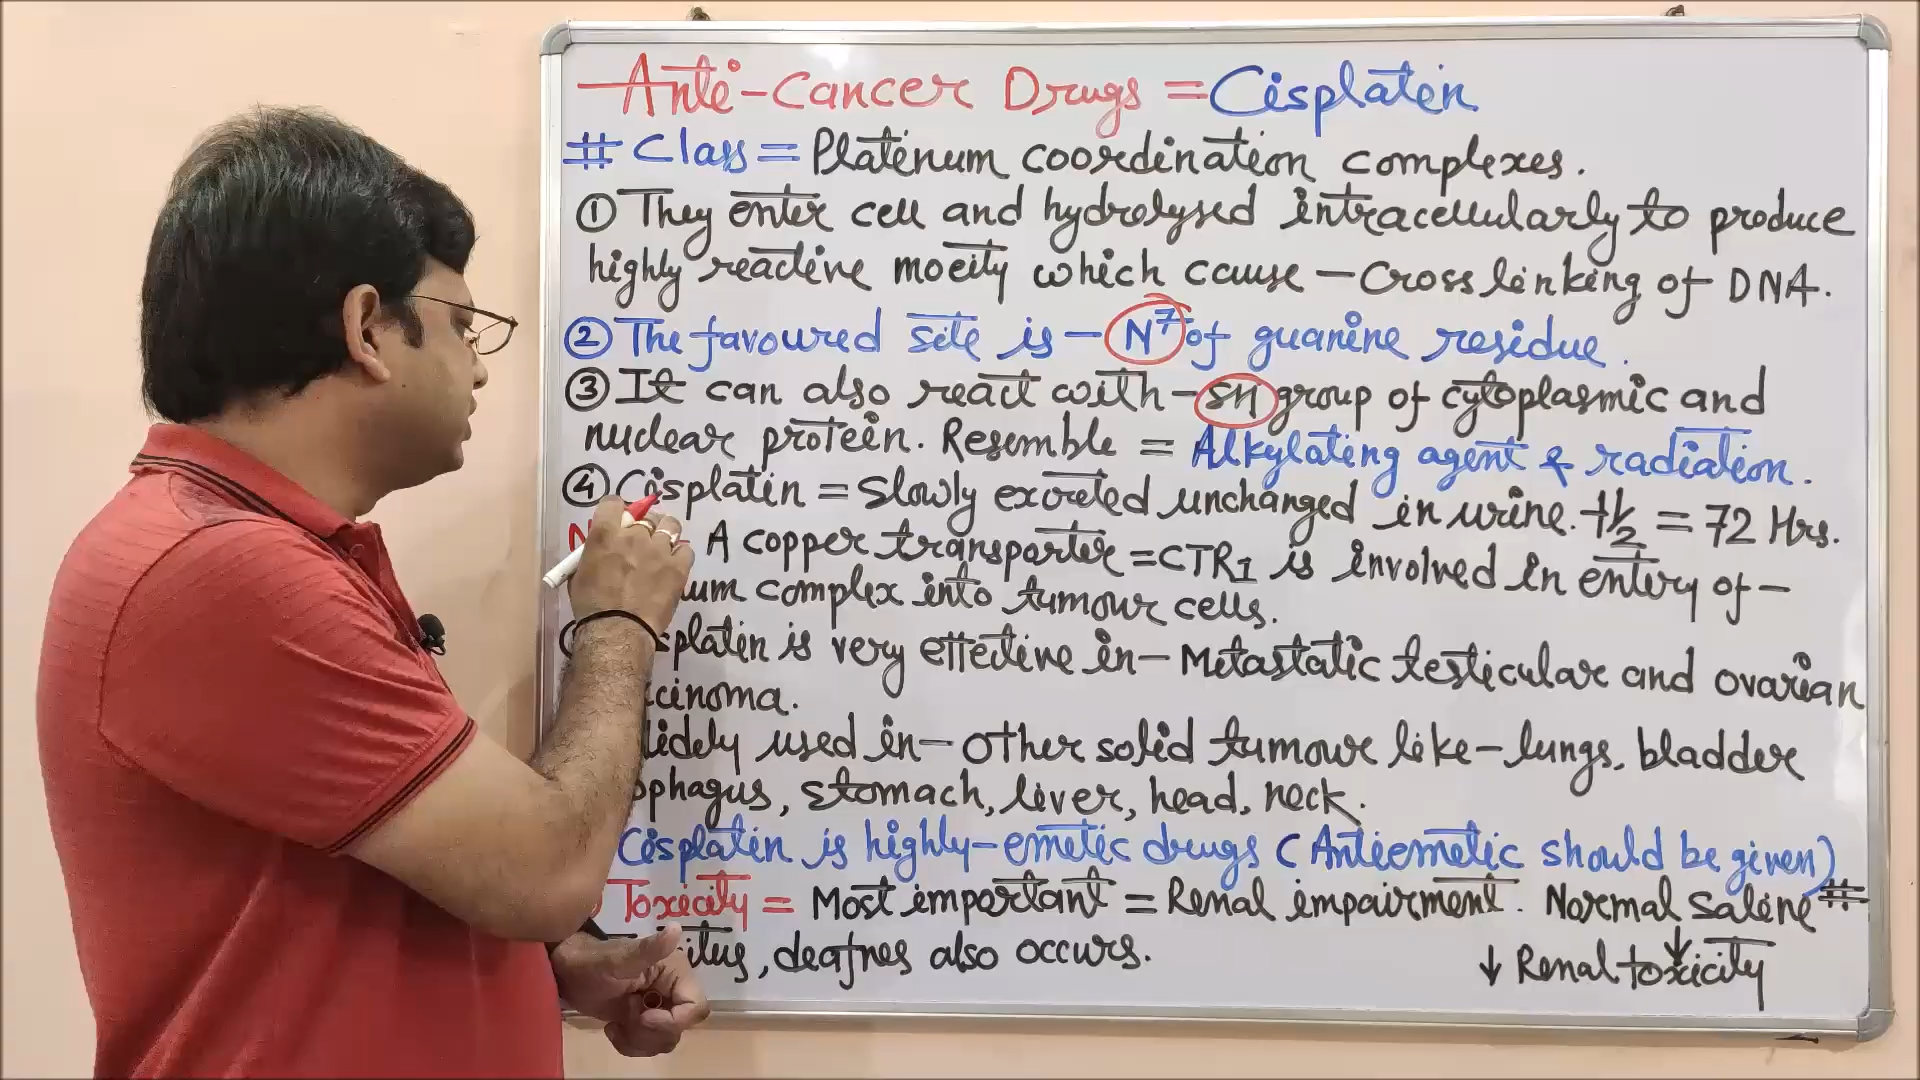 Anti-Cancer Drugs = Cisplatin
# Class = Platinum coordination complexes.
① They enter cell and hydrolysed intracellularly to produce
highly reactive moeity which cause - Cross linking of DNA.
② The favoured site is - N⁷ of guanine residue.
③ It can also react with - SH group of cytoplasmic and
nuclear protein. Resemble = Alkylating agent & radiation.
④ Cisplatin = Slowly excreted unchanged in urine. t1/2 = 72 Hrs.
N - A copper transporter = CTR1 is involved in entery of -
um complex into tumour cells.
splatin is very effective in - Metastatic testicular and ovarian
cinoma.
idely used in - Other solid tumour like - lungs, bladder
ophagus, stomach, liver, head, neck.
Cisplatin is highly - emetic drugs (Antiemetic should be given)
Toxicity = Most important = Renal impairment. Normal Saline #
itus, deafnes also occurs.
↓
↓ Renal toxicity